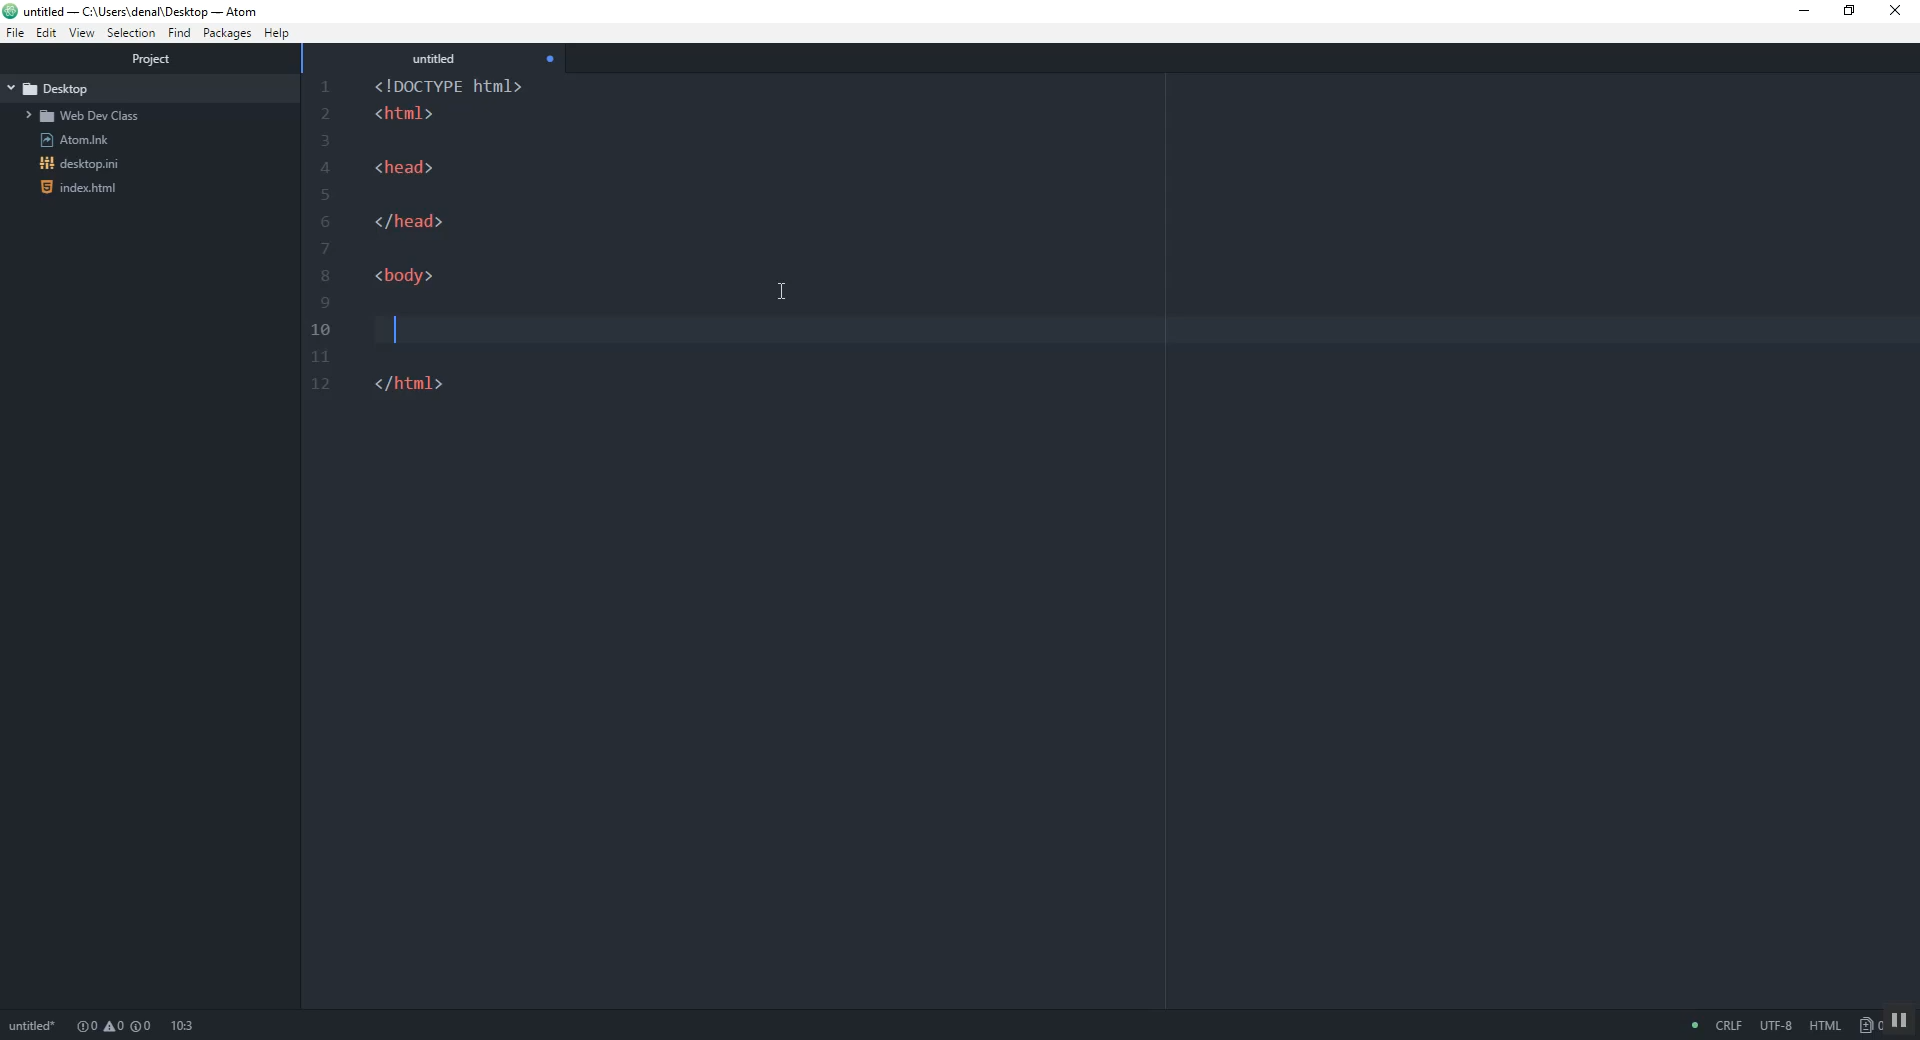 untitled — C:\Users\denal\Desktop — Atom
File Edit View Selection Find Packages Help
Project
untitled
Desktop
Web Dev Class
Atom.lnk
desktop.ini
index.html
1 <!DOCTYPE html>
2 <html>
3
4 <head>
5
6 </head>
7
8 <body>
9
10
11
12 </html>
untitled* 0 0 0 10:3
CRLF UTF-8 HTML 0